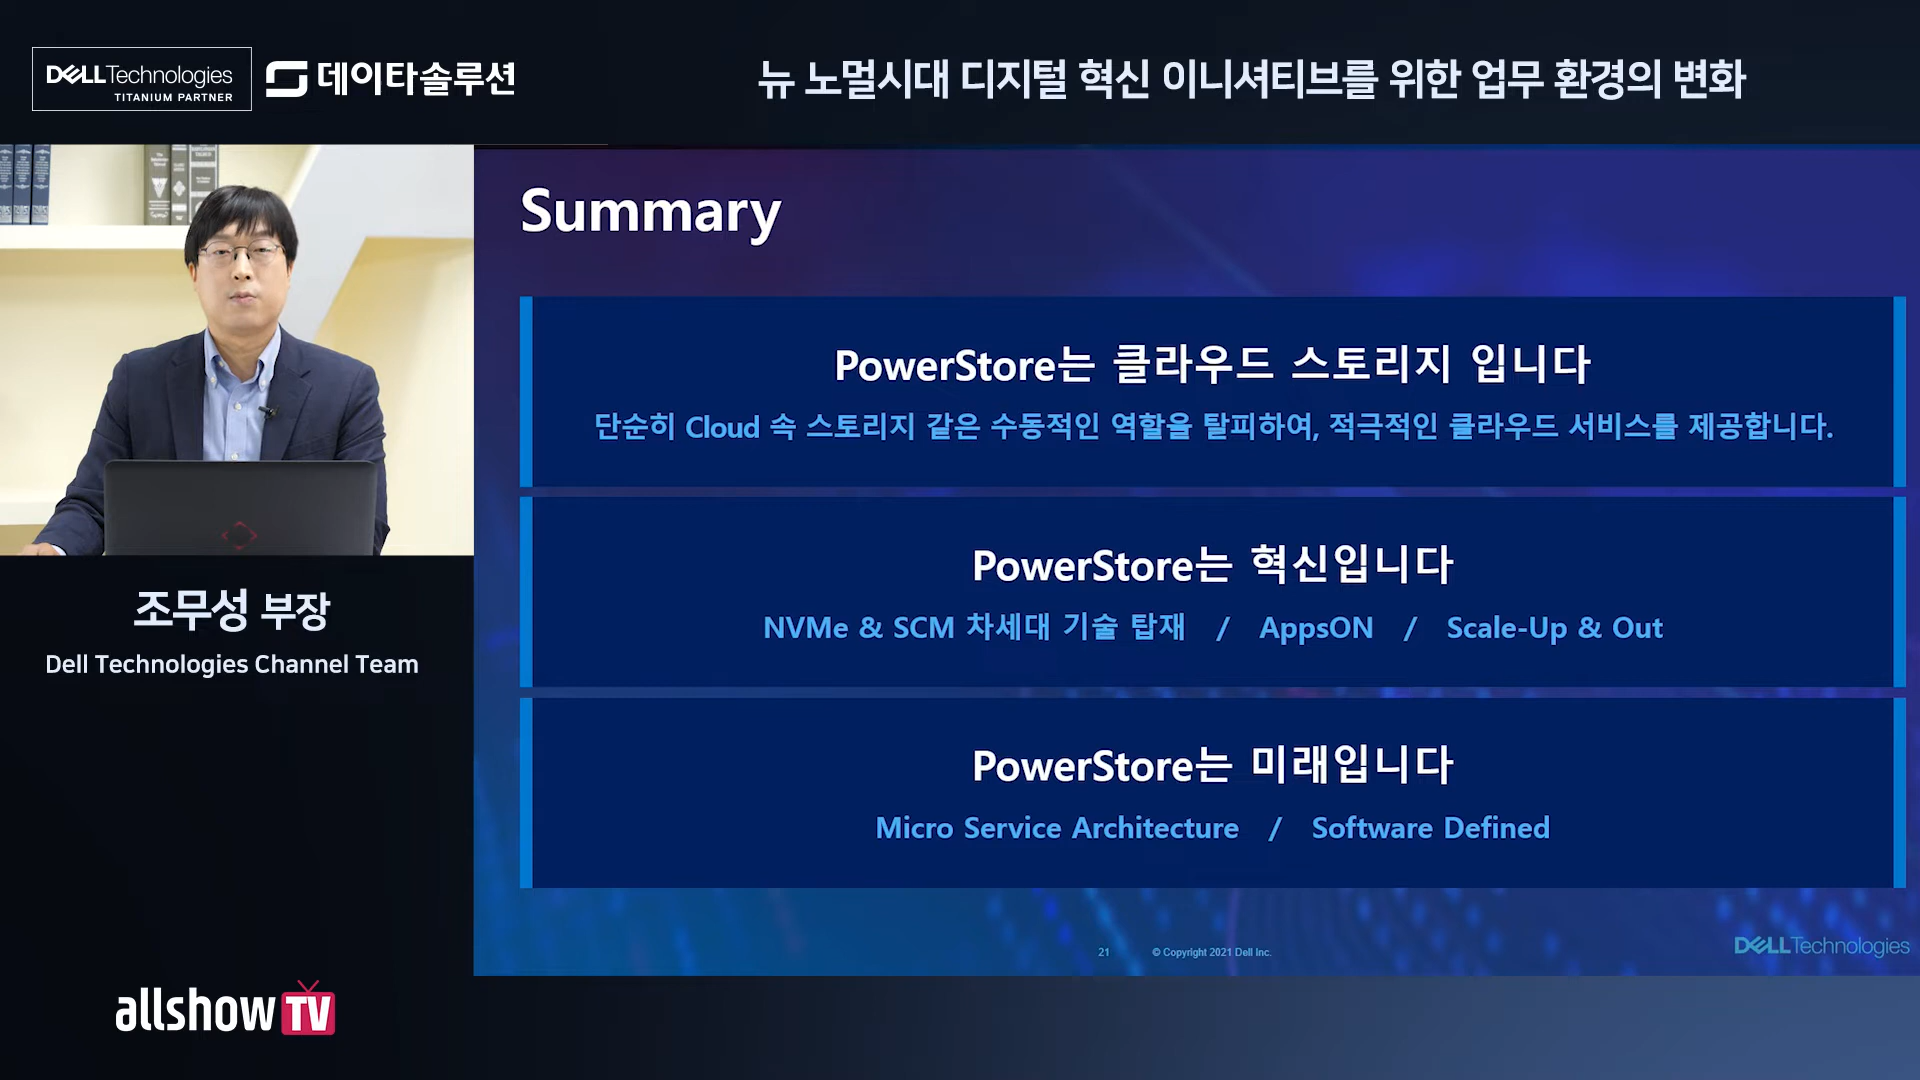 DELLTechnologies
TITANIUM PARTNER
데이타솔루션
뉴 노멀시대 디지털 혁신 이니셔티브를 위한 업무 환경의 변화
Summary
PowerStore는 클라우드 스토리지 입니다
단순히 Cloud 속 스토리지 같은 수동적인 역할을 탈피하여, 적극적인 클라우드 서비스를 제공합니다.
PowerStore는 혁신입니다
NVMe & SCM 차세대 기술 탑재 / AppsON / Scale-Up & Out
PowerStore는 미래입니다
Micro Service Architecture / Software Defined
21 © Copyright 2021 Dell Inc.
DELLTechnologies
조무성 부장
Dell Technologies Channel Team
allshowTV